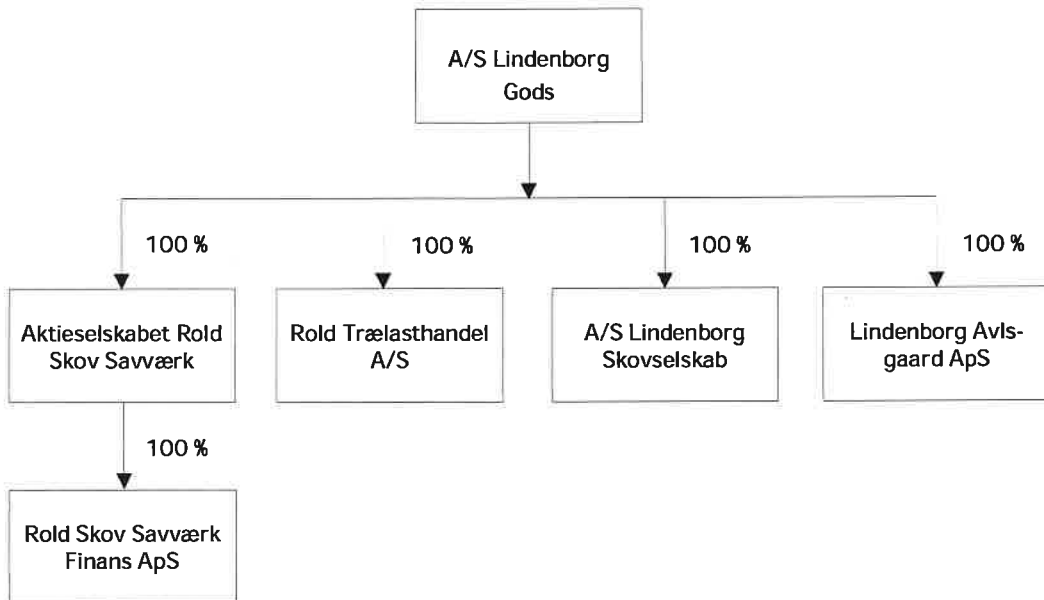 A/S Lindenborg
Gods
100 %
100 %
100 %
100 %
Aktieselskabet Rold
Skov Savværk
Rold Trælasthandel
A/S
A/S Lindenborg
Skovselskab
Lindenborg Avls-
gaard ApS
100 %
Rold Skov Savværk
Finans ApS